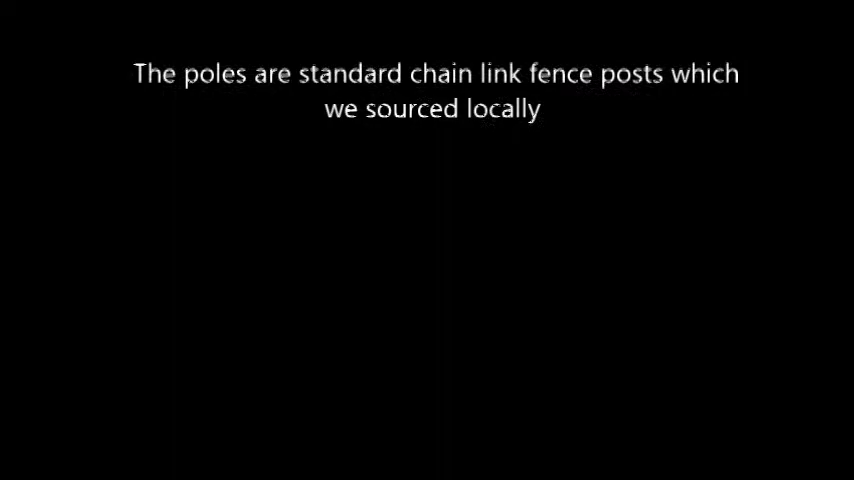 The poles are standard chain link fence posts which
we sourced locally